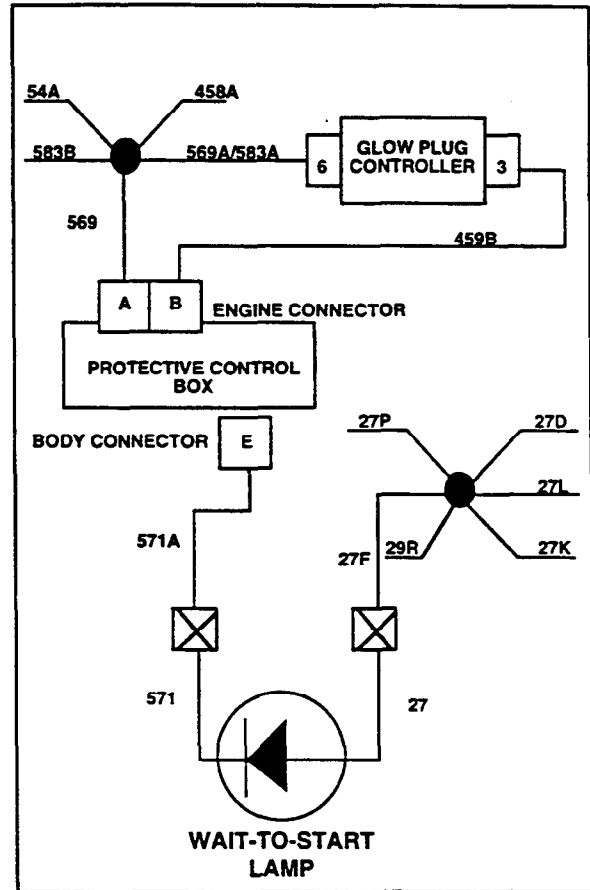 54A
458A
583B
569A/583A
6
GLOW PLUG
CONTROLLER
3
569
459B
A
B
ENGINE CONNECTOR
PROTECTIVE CONTROL
BOX
BODY CONNECTOR
E
27P
27D
27L
571A
27F
29R
27K
571
27
WAIT-TO-START
LAMP